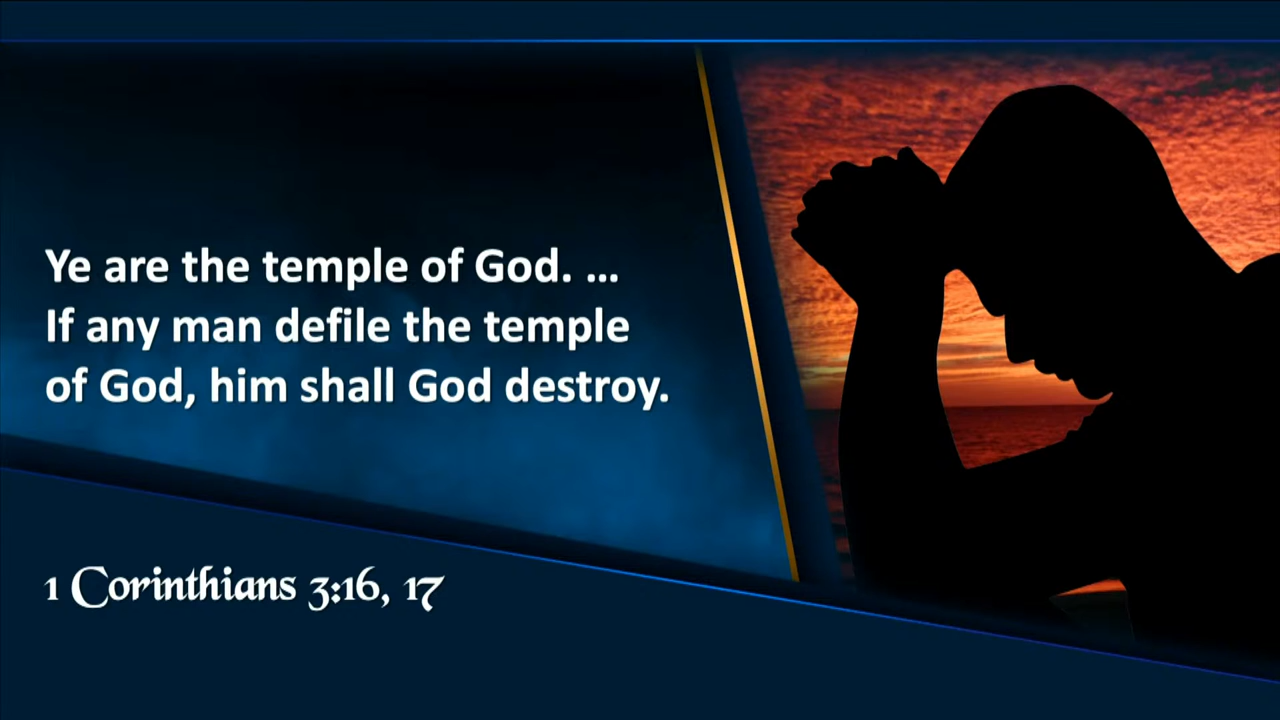 Ye are the temple of God. ...
If any man defile the temple
of God, him shall God destroy.
1 Corinthians 3:16, 17